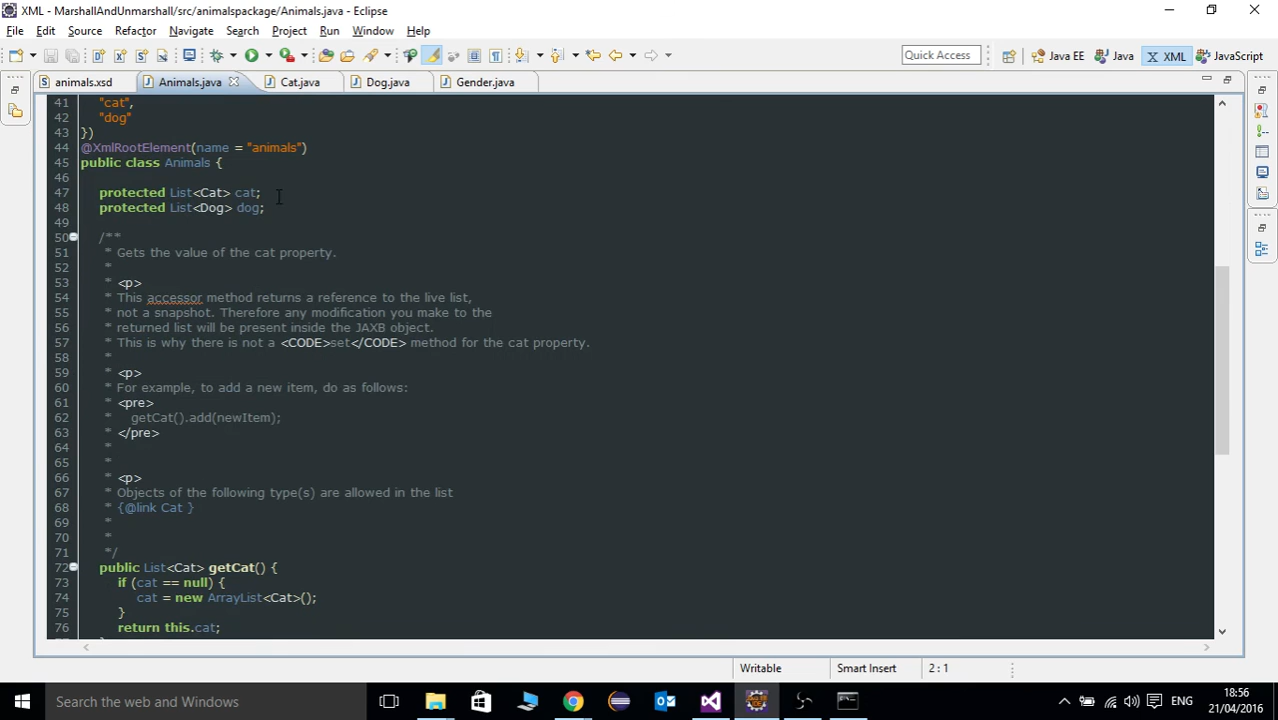 XML - MarshallAndUnmarshall/src/animalspackage/Animals.java - Eclipse
File Edit Source Refactor Navigate Search Project Run Window Help
Quick Access Java EE Java XML JavaScript
animals.xsd Animals.java Cat.java Dog.java Gender.java
41 "cat",
42 "dog"
43 })
44 @XmlRootElement(name = "animals")
45 public class Animals {
46
47 protected List<Cat> cat;
48 protected List<Dog> dog;
49
50 /**
51 * Gets the value of the cat property.
52 *
53 * <p>
54 * This accessor method returns a reference to the live list,
55 * not a snapshot. Therefore any modification you make to the
56 * returned list will be present inside the JAXB object.
57 * This is why there is not a <CODE>set</CODE> method for the cat property.
58 *
59 * <p>
60 * For example, to add a new item, do as follows:
61 * <pre>
62 * getCat().add(newItem);
63 * </pre>
64 *
65 *
66 * <p>
67 * Objects of the following type(s) are allowed in the list
68 * {@link Cat }
69 *
70 *
71 */
72 public List<Cat> getCat() {
73 if (cat == null) {
74 cat = new ArrayList<Cat>();
75 }
76 return this.cat;
Writable Smart Insert 2 : 1
Search the web and Windows
ENG 18:56
21/04/2016